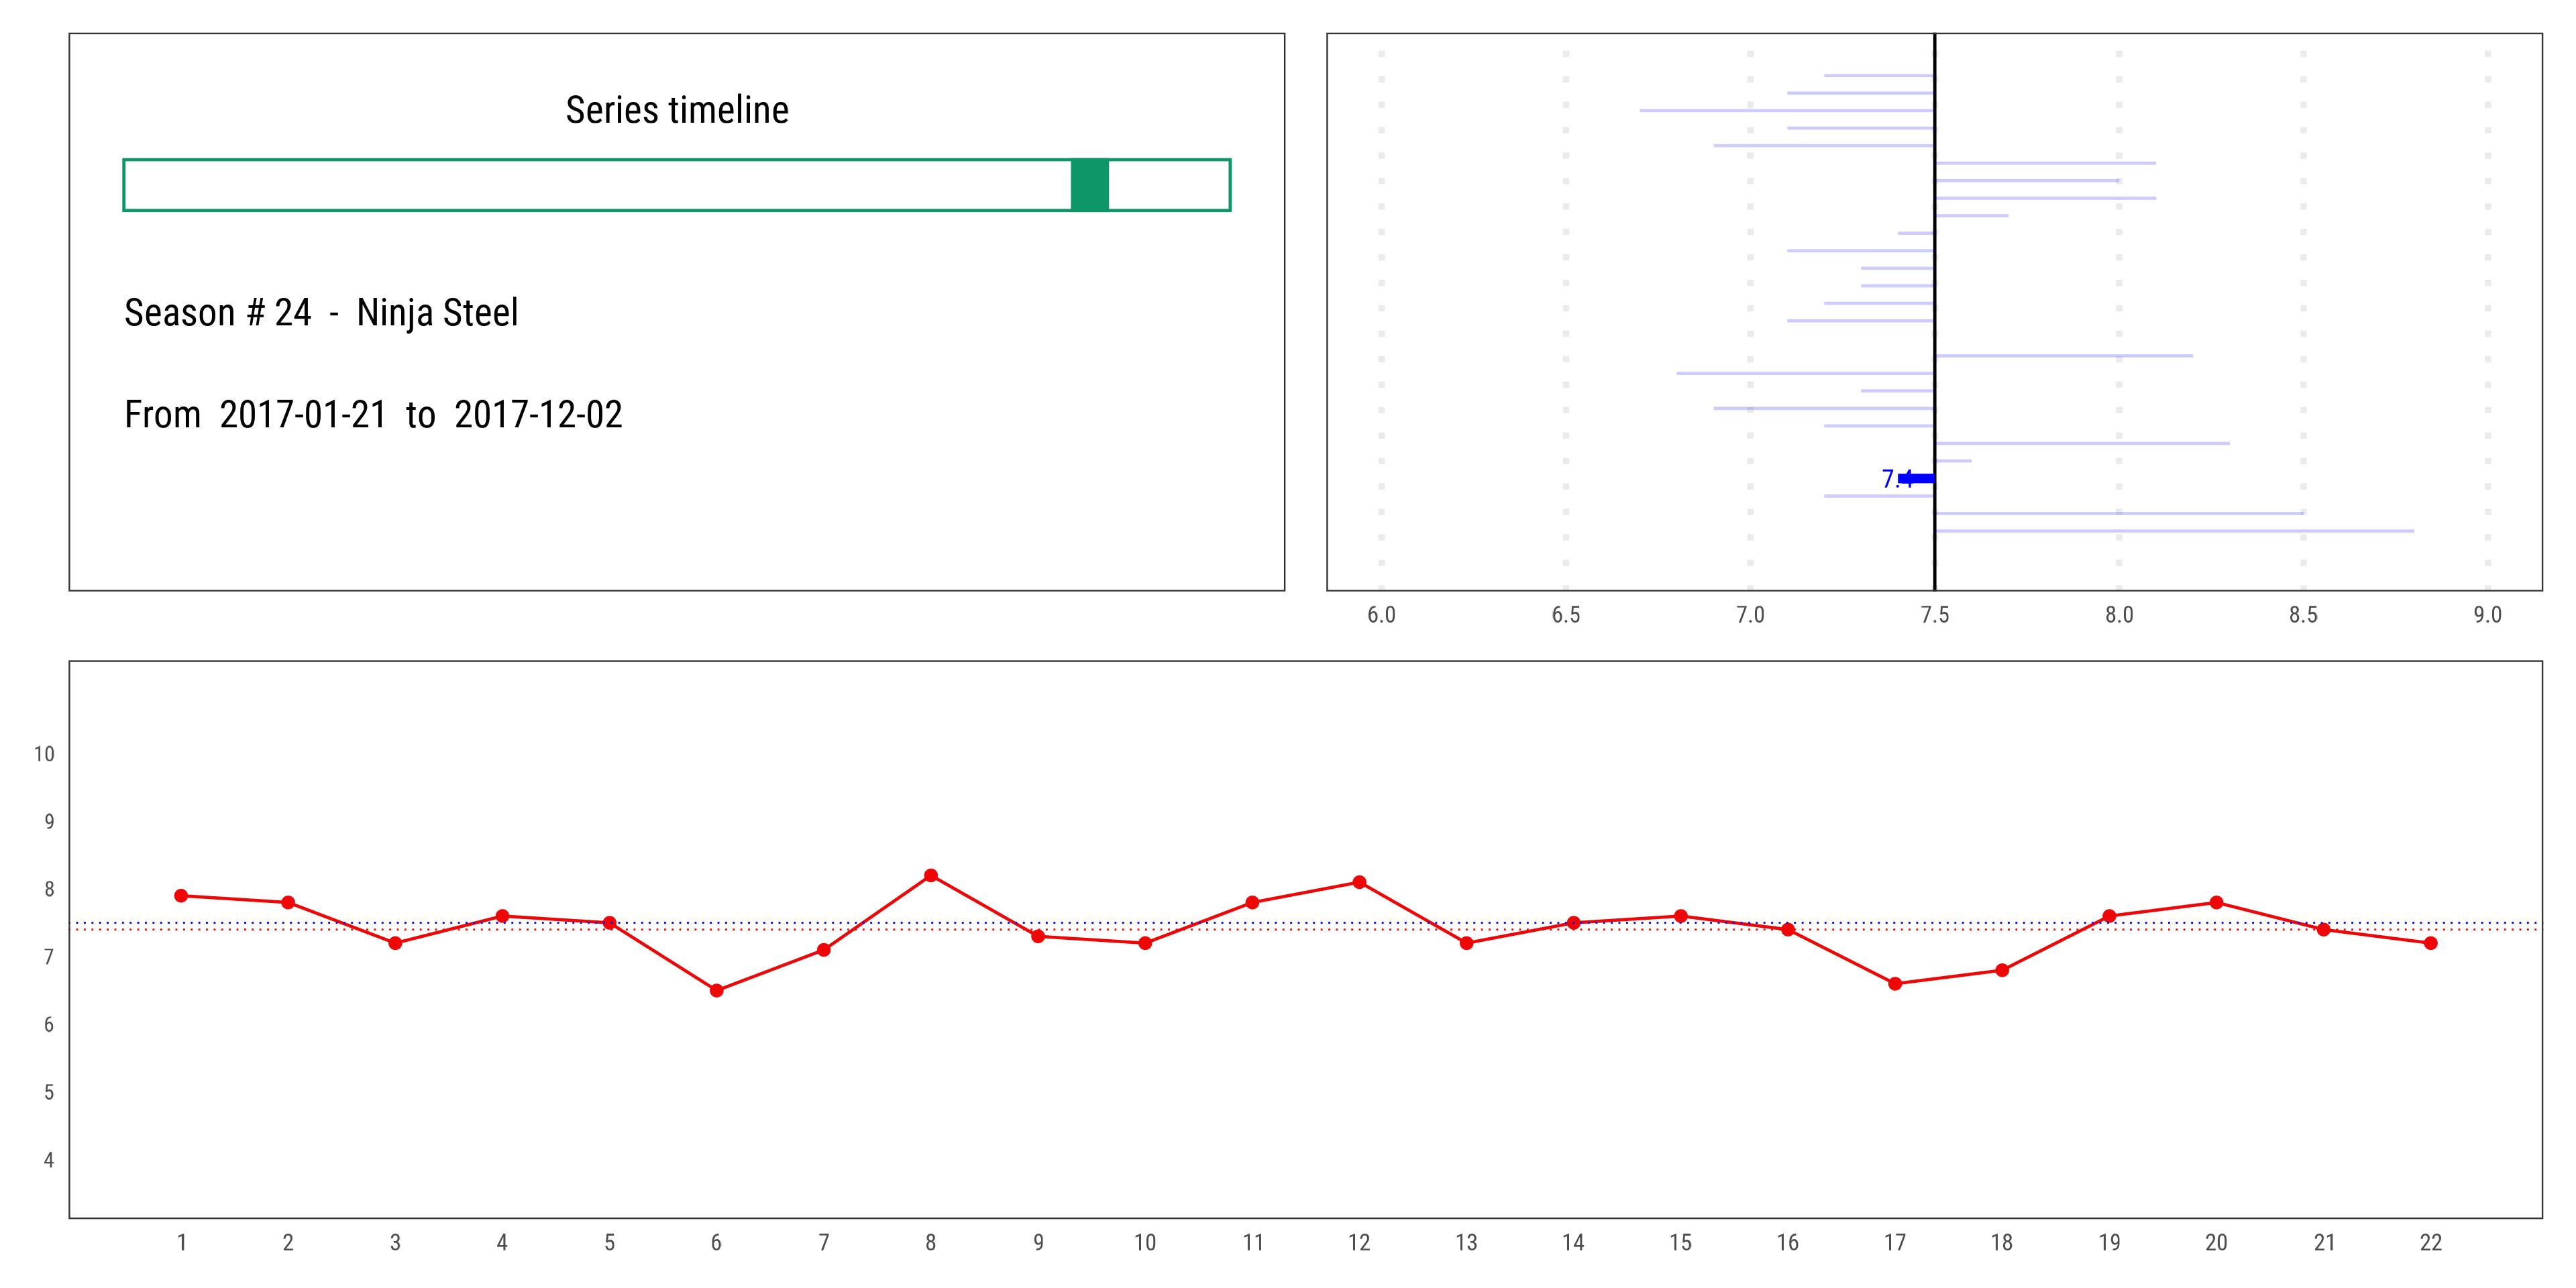 Series timeline
Season # 24 - Ninja Steel
From 2017-01-21 to 2017-12-02
7.4
6.0 6.5 7.0 7.5 8.0 8.5 9.0
10
9
8
7
6
5
4
1 2 3 4 5 6 7 8 9 10 11 12 13 14 15 16 17 18 19 20 21 22